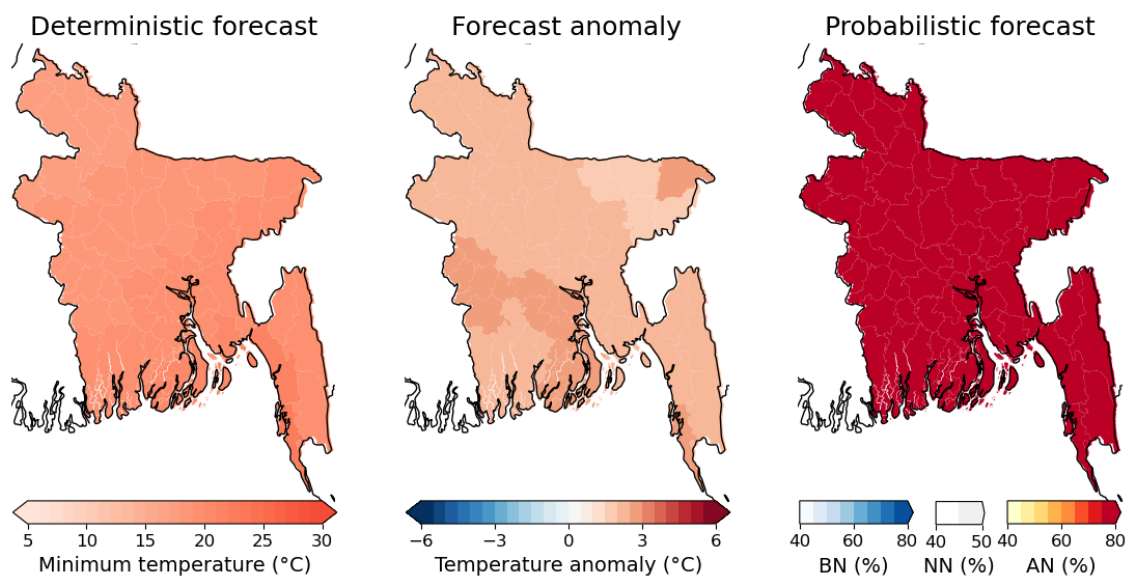 Deterministic forecast
Forecast anomaly
Probabilistic forecast
5 10 15 20 25 30
Minimum temperature (°C)
−6 −3 0 3 6
Temperature anomaly (°C)
40 60 80
BN (%)
40 50
NN (%)
40 60 80
AN (%)